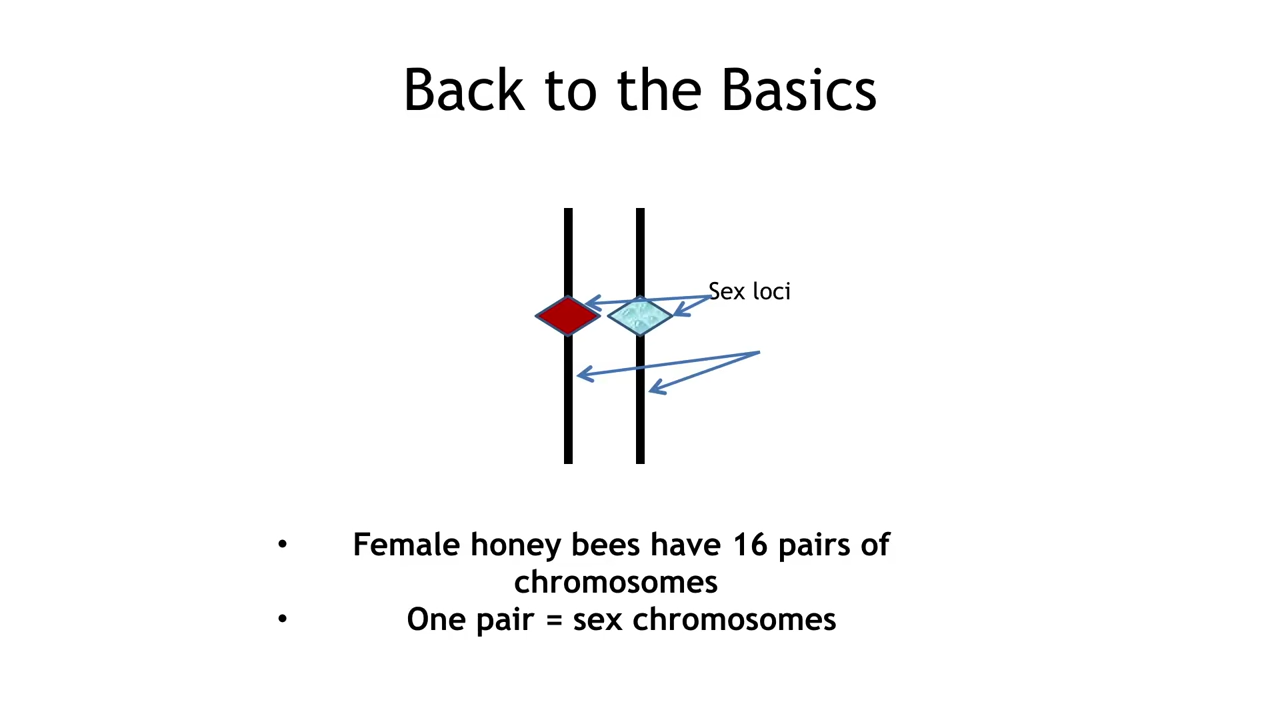 Back to the Basics
Sex loci
• Female honey bees have 16 pairs of
chromosomes
• One pair = sex chromosomes